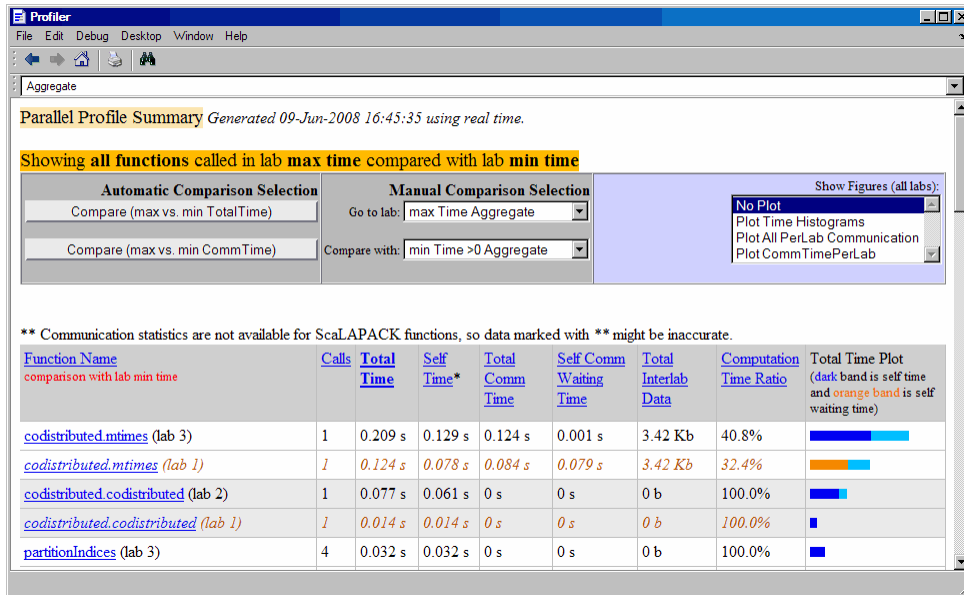 Profiler
File Edit Debug Desktop Window Help
Aggregate
Parallel Profile Summary Generated 09-Jun-2008 16:45:35 using real time.
Showing all functions called in lab max time compared with lab min time
Automatic Comparison Selection
Compare (max vs. min TotalTime)
Compare (max vs. min CommTime)
Manual Comparison Selection
Go to lab: max Time Aggregate
Compare with: min Time >0 Aggregate
Show Figures (all labs):
No Plot
Plot Time Histograms
Plot All PerLab Communication
Plot CommTimePerLab
** Communication statistics are not available for ScaLAPACK functions, so data marked with ** might be inaccurate.
Function Name
comparison with lab min time
Calls
Total
Time
Self
Time*
Total
Comm
Time
Self Comm
Waiting
Time
Total
Interlab
Data
Computation
Time Ratio
Total Time Plot
(dark band is self time
and orange band is self
waiting time)
codistributed.mtimes (lab 3) 1 0.209 s 0.129 s 0.124 s 0.001 s 3.42 Kb 40.8%
codistributed.mtimes (lab 1) 1 0.124 s 0.078 s 0.084 s 0.079 s 3.42 Kb 32.4%
codistributed.codistributed (lab 2) 1 0.077 s 0.061 s 0 s 0 s 0 b 100.0%
codistributed.codistributed (lab 1) 1 0.014 s 0.014 s 0 s 0 s 0 b 100.0%
partitionIndices (lab 3) 4 0.032 s 0.032 s 0 s 0 s 0 b 100.0%